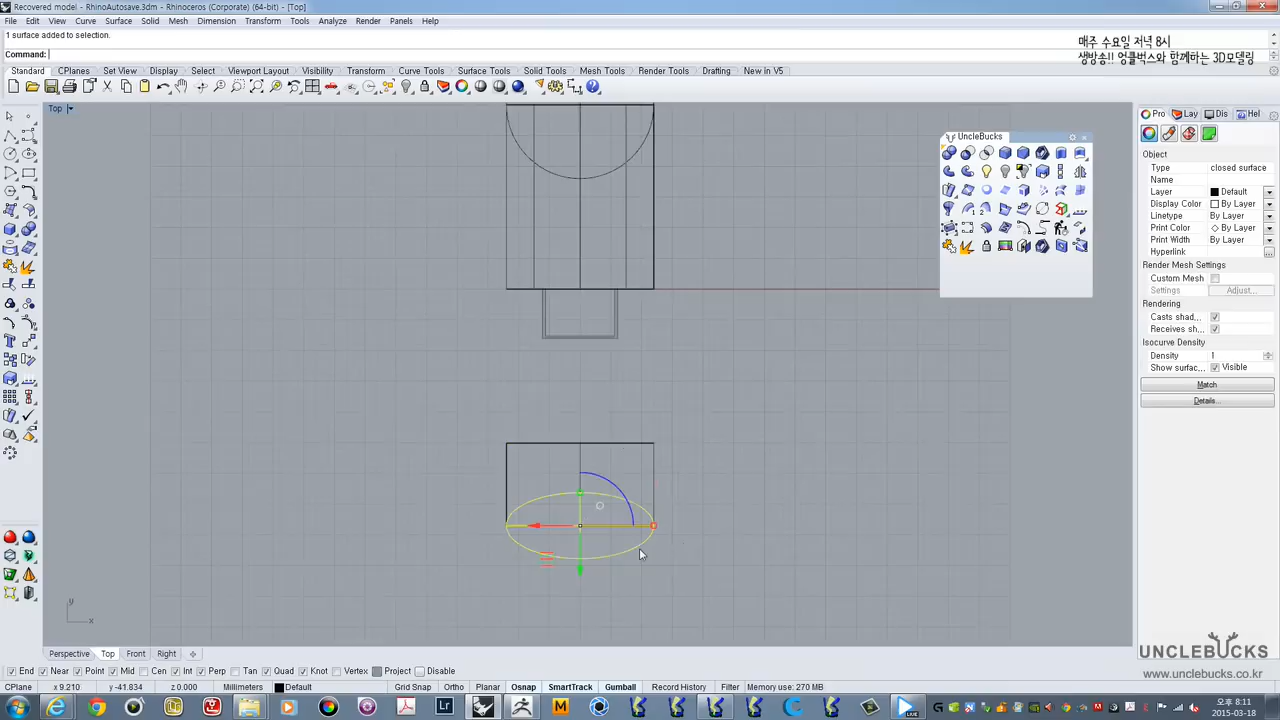 Recovered model - RhinoAutosave.3dm - Rhinoceros (Corporate) (64-bit) - [Top]
File Edit View Curve Surface Solid Mesh Dimension Transform Tools Analyze Render Panels Help
1 surface added to selection.
매주 수요일 저녁 8시
Command:
생방송!! 엉클벅스와 함께하는 3D모델링
Standard CPlanes Set View Display Select Viewport Layout Visibility Transform Curve Tools Surface Tools Solid Tools Mesh Tools Render Tools Drafting New in V5
Top
Pro Lay Dis Hel
UncleBucks
Object
Type closed surface
Name
Layer Default
Display Color By Layer
Linetype By Layer
Print Color By Layer
Print Width By Layer
Hyperlink
Render Mesh Settings
Custom Mesh
Settings Adjust...
Rendering
Casts shad...
Receives sh...
Isocurve Density
Density 1
Show surfac... Visible
Match
Details...
y
x
UNCLEBUCKS
www.unclebucks.com
Perspective Top Front Right
End Near Point Mid Cen Int Perp Tan Quad Knot Vertex Project Disable
CPlane x 9.210 y -41.834 z 0.000 Millimeters Default Grid Snap Ortho Planar Osnap SmartTrack Gumball Record History Filter Memory use: 270 MB
오후 8:11
2015-03-18